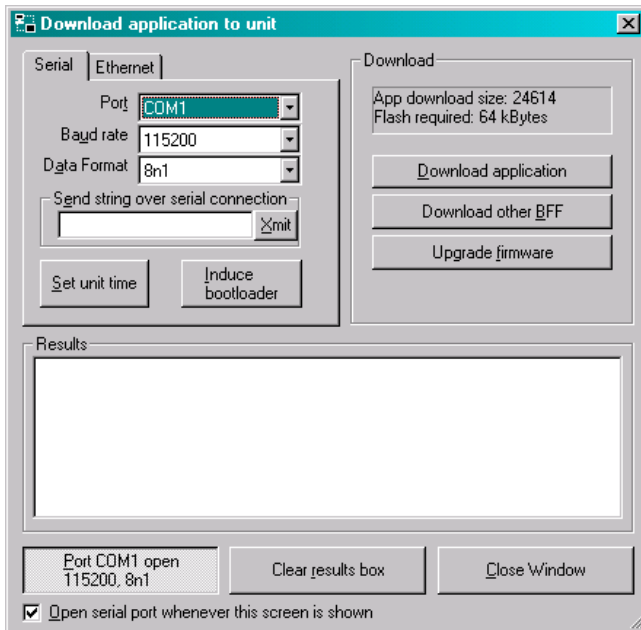 Download application to unit
Serial
Ethernet
Port
COM1
Baud rate
115200
Data Format
8n1
Send string over serial connection
Xmit
Set unit time
Induce
bootloader
Download
App download size: 24614
Flash required: 64 kBytes
Download application
Download other BFF
Upgrade firmware
Results
Port COM1 open
115200, 8n1
Clear results box
Close Window
Open serial port whenever this screen is shown